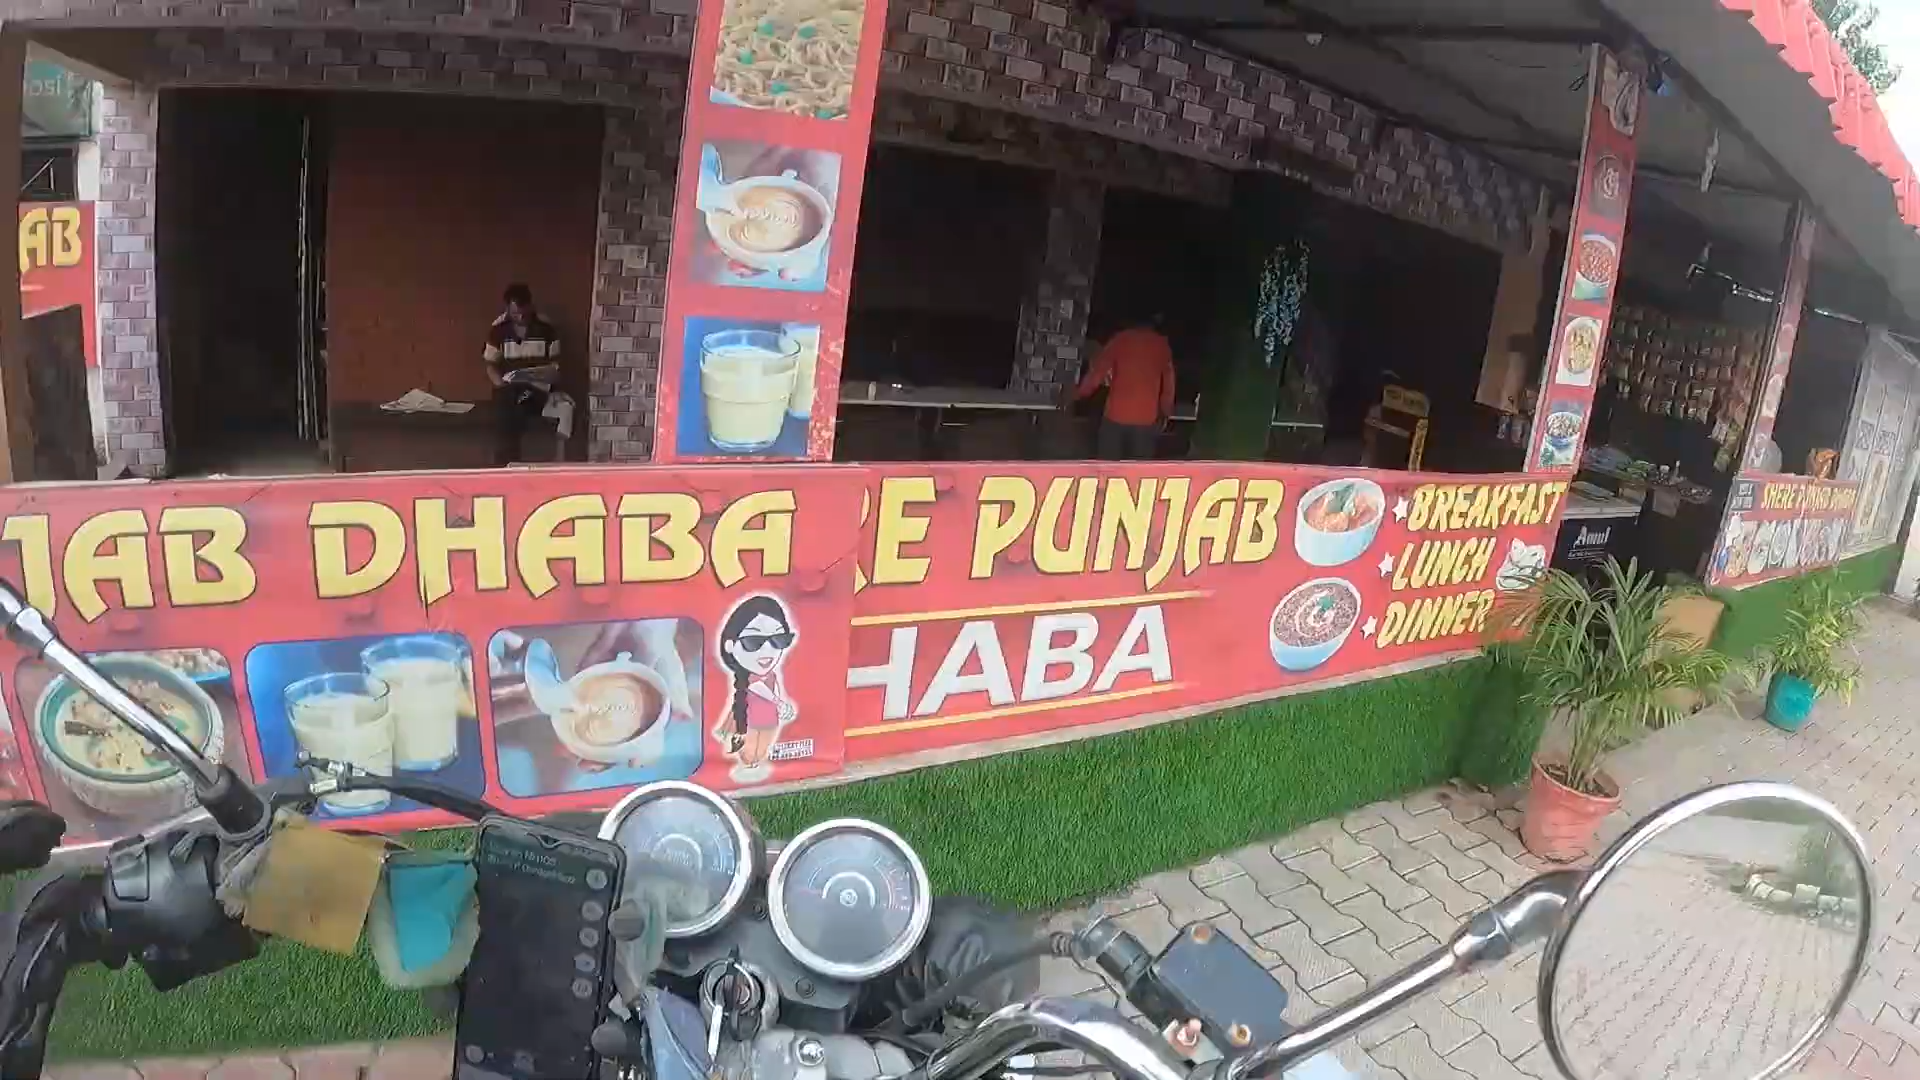 AB
JAB DHABA
RE PUNJAB
HABA
BREAKFAST
LUNCH
DINNER
Amul
SHERE PUNJAB DHABA